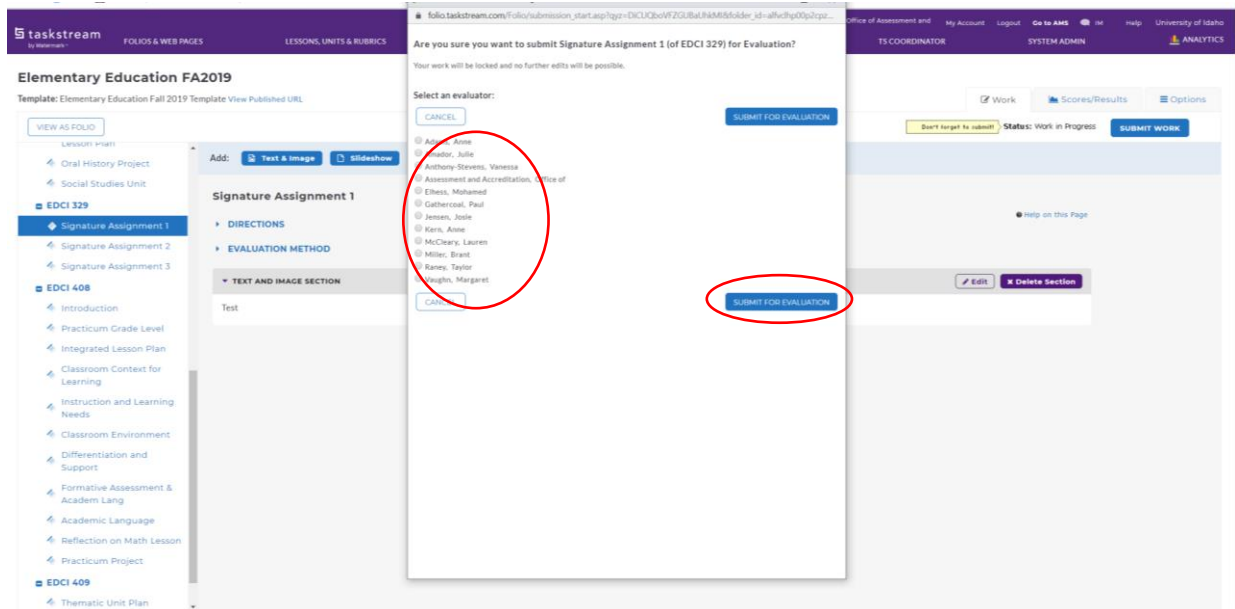 folio.taskstream.com/Folio/submission_start.asp?
Office of Assessment and
My Account Logout Go to AMS IM Help University of Idaho
taskstream
by Watermark
FOLIOS & WEB PAGES LESSONS, UNITS & RUBRICS TS COORDINATOR SYSTEM ADMIN ANALYTICS
Elementary Education FA2019
Template: Elementary Education Fall 2019 Template View Published URL
Work Scores/Results Options
VIEW AS FOLIO
Don't forget to submit! Status: Work in Progress SUBMIT WORK
Lesson Plan
Oral History Project
Social Studies Unit
EDCI 329
Signature Assignment 1
Signature Assignment 2
Signature Assignment 3
EDCI 408
Introduction
Practicum Grade Level
Integrated Lesson Plan
Classroom Context for
Learning
Instruction and Learning
Needs
Classroom Environment
Differentiation and
Support
Formative Assessment &
Academ Lang
Academic Language
Reflection on Math Lesson
Practicum Project
EDCI 409
Thematic Unit Plan
Add: Text & Image Slideshow
Signature Assignment 1
DIRECTIONS
EVALUATION METHOD
Help on this Page
TEXT AND IMAGE SECTION
Edit Delete Section
Test
Are you sure you want to submit Signature Assignment 1 (of EDCI 329) for Evaluation?
Your work will be locked and no further edits will be possible.
Select an evaluator:
CANCEL SUBMIT FOR EVALUATION
Anne
Amador, Julie
Anthony-Stevens, Vanessa
Assessment and Accreditation, Office of
Elhess, Mohamed
Gathercoal, Paul
Jensen, Josie
Kern, Anne
McCleary, Lauren
Miller, Brant
Raney, Taylor
Vaughn, Margaret
CANCEL SUBMIT FOR EVALUATION